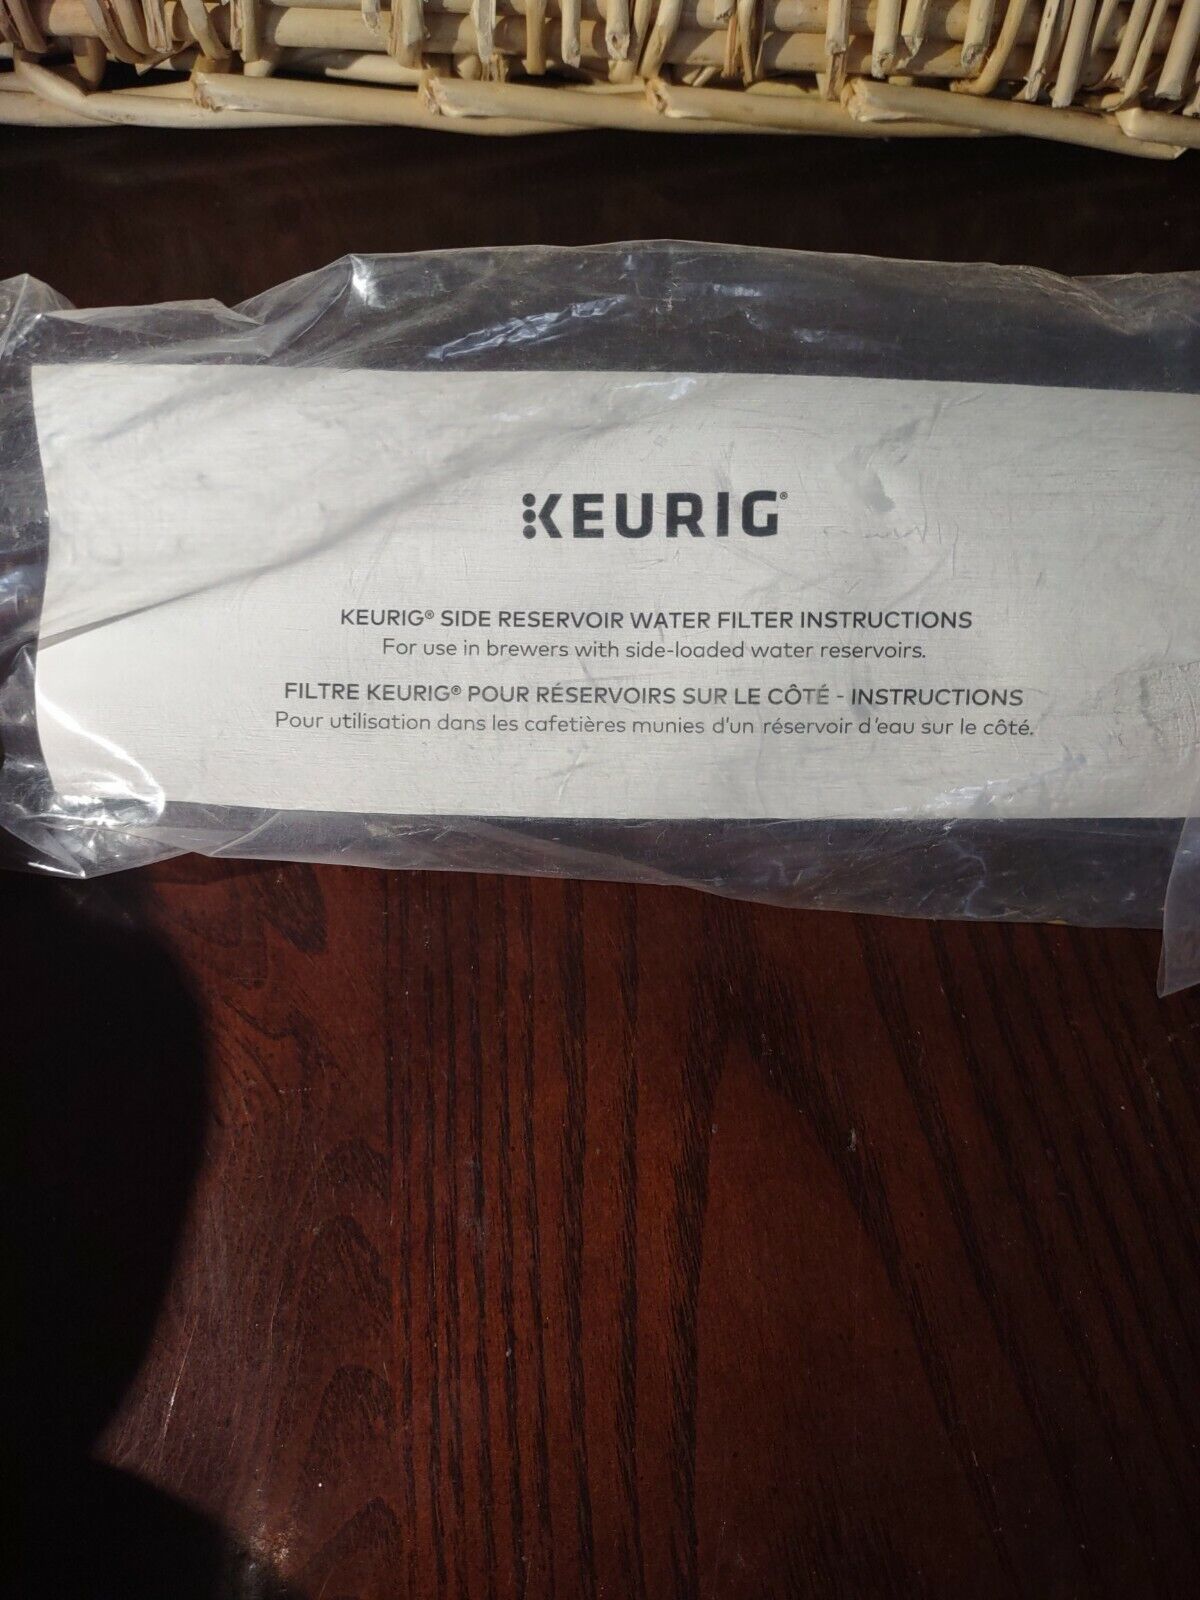 KEURIG®
KEURIG® SIDE RESERVOIR WATER FILTER INSTRUCTIONS
For use in brewers with side-loaded water reservoirs.
FILTRE KEURIG® POUR RÉSERVOIRS SUR LE CÔTÉ - INSTRUCTIONS
Pour utilisation dans les cafetières munies d'un réservoir d'eau sur le côté.